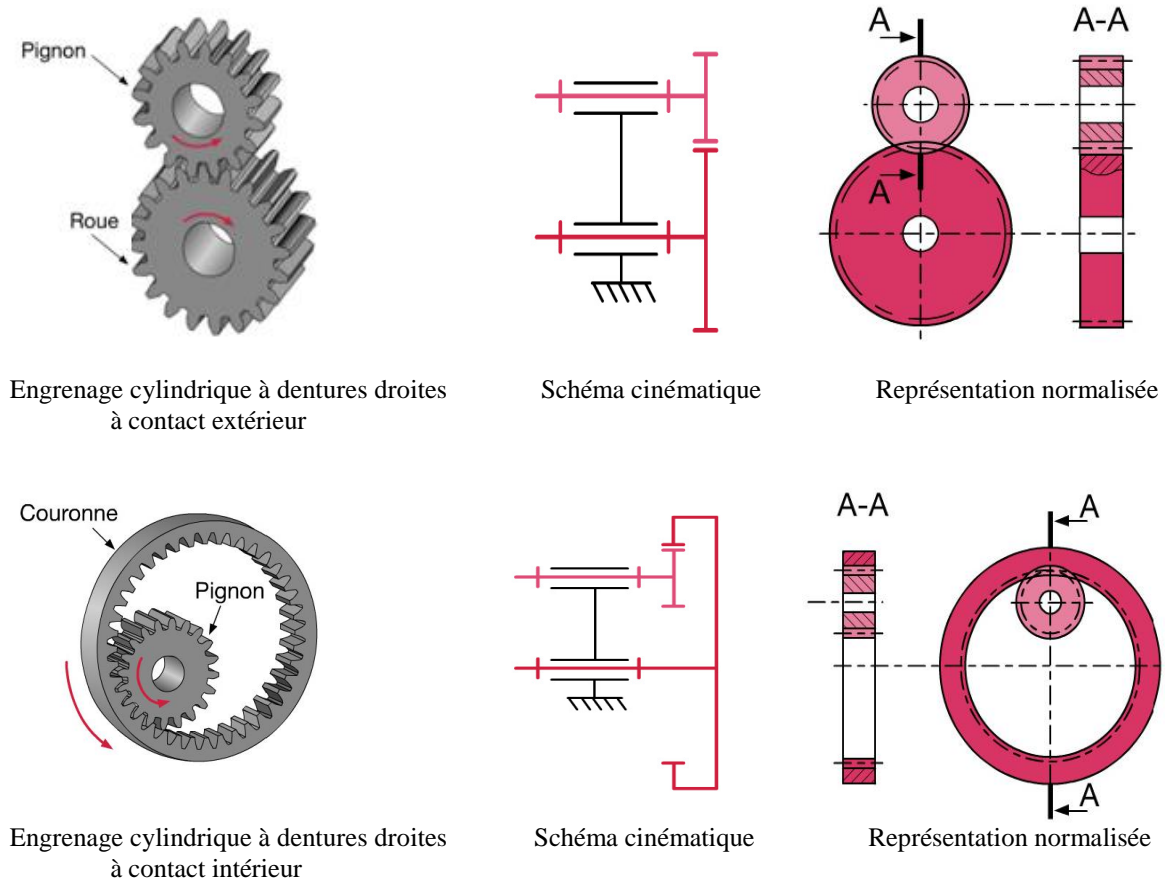 Pignon
Roue
A
A
A-A
Engrenage cylindrique à dentures droites
à contact extérieur
Schéma cinématique
Représentation normalisée
Couronne
Pignon
A-A
A
A
Engrenage cylindrique à dentures droites
à contact intérieur
Schéma cinématique
Représentation normalisée